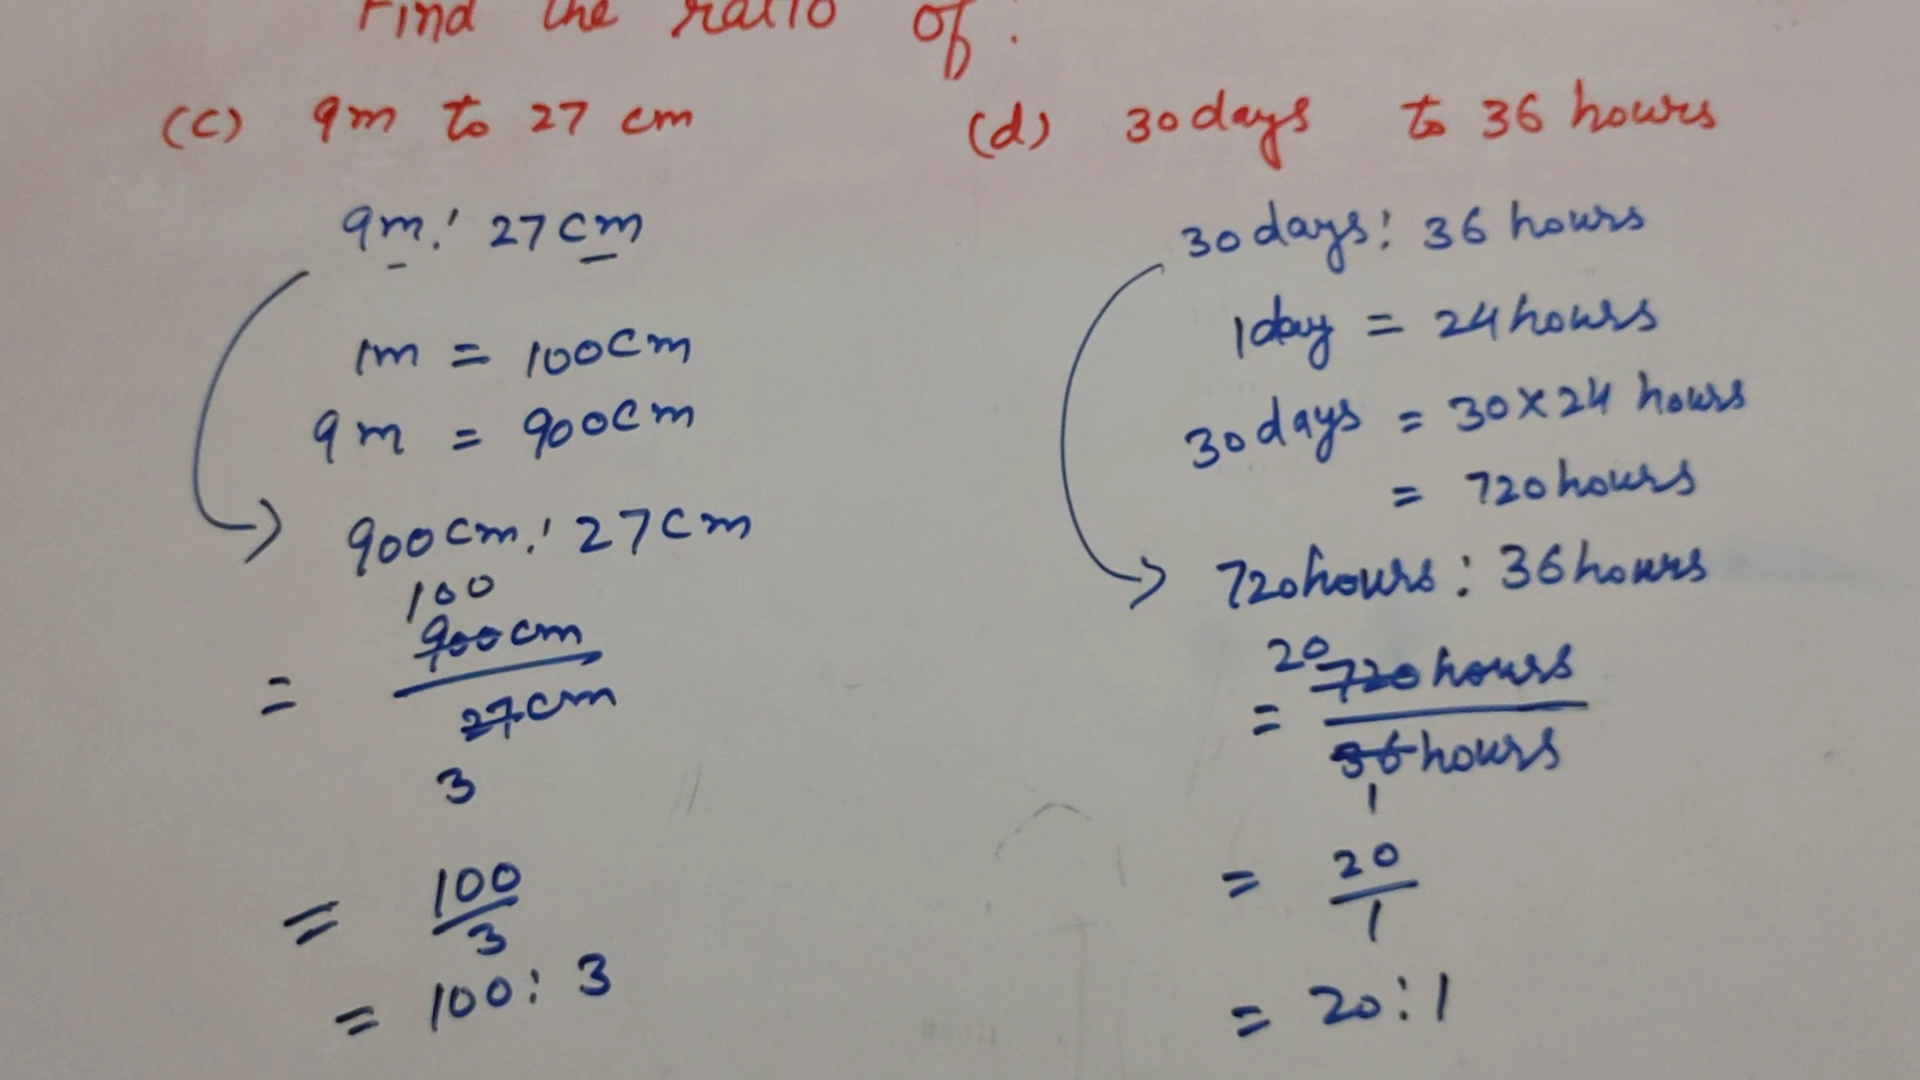 Find the ratio of:
(c) 9m to 27 cm
9m : 27cm
1m = 100cm
9m = 900cm
900cm : 27cm
100
= 900cm
27cm
3
= 100
3
= 100 : 3
(d) 30 days to 36 hours
30 days : 36 hours
1 day = 24 hours
30 days = 30 × 24 hours
= 720 hours
720 hours : 36 hours
20
= 720 hours
36 hours
1
= 20
1
= 20 : 1